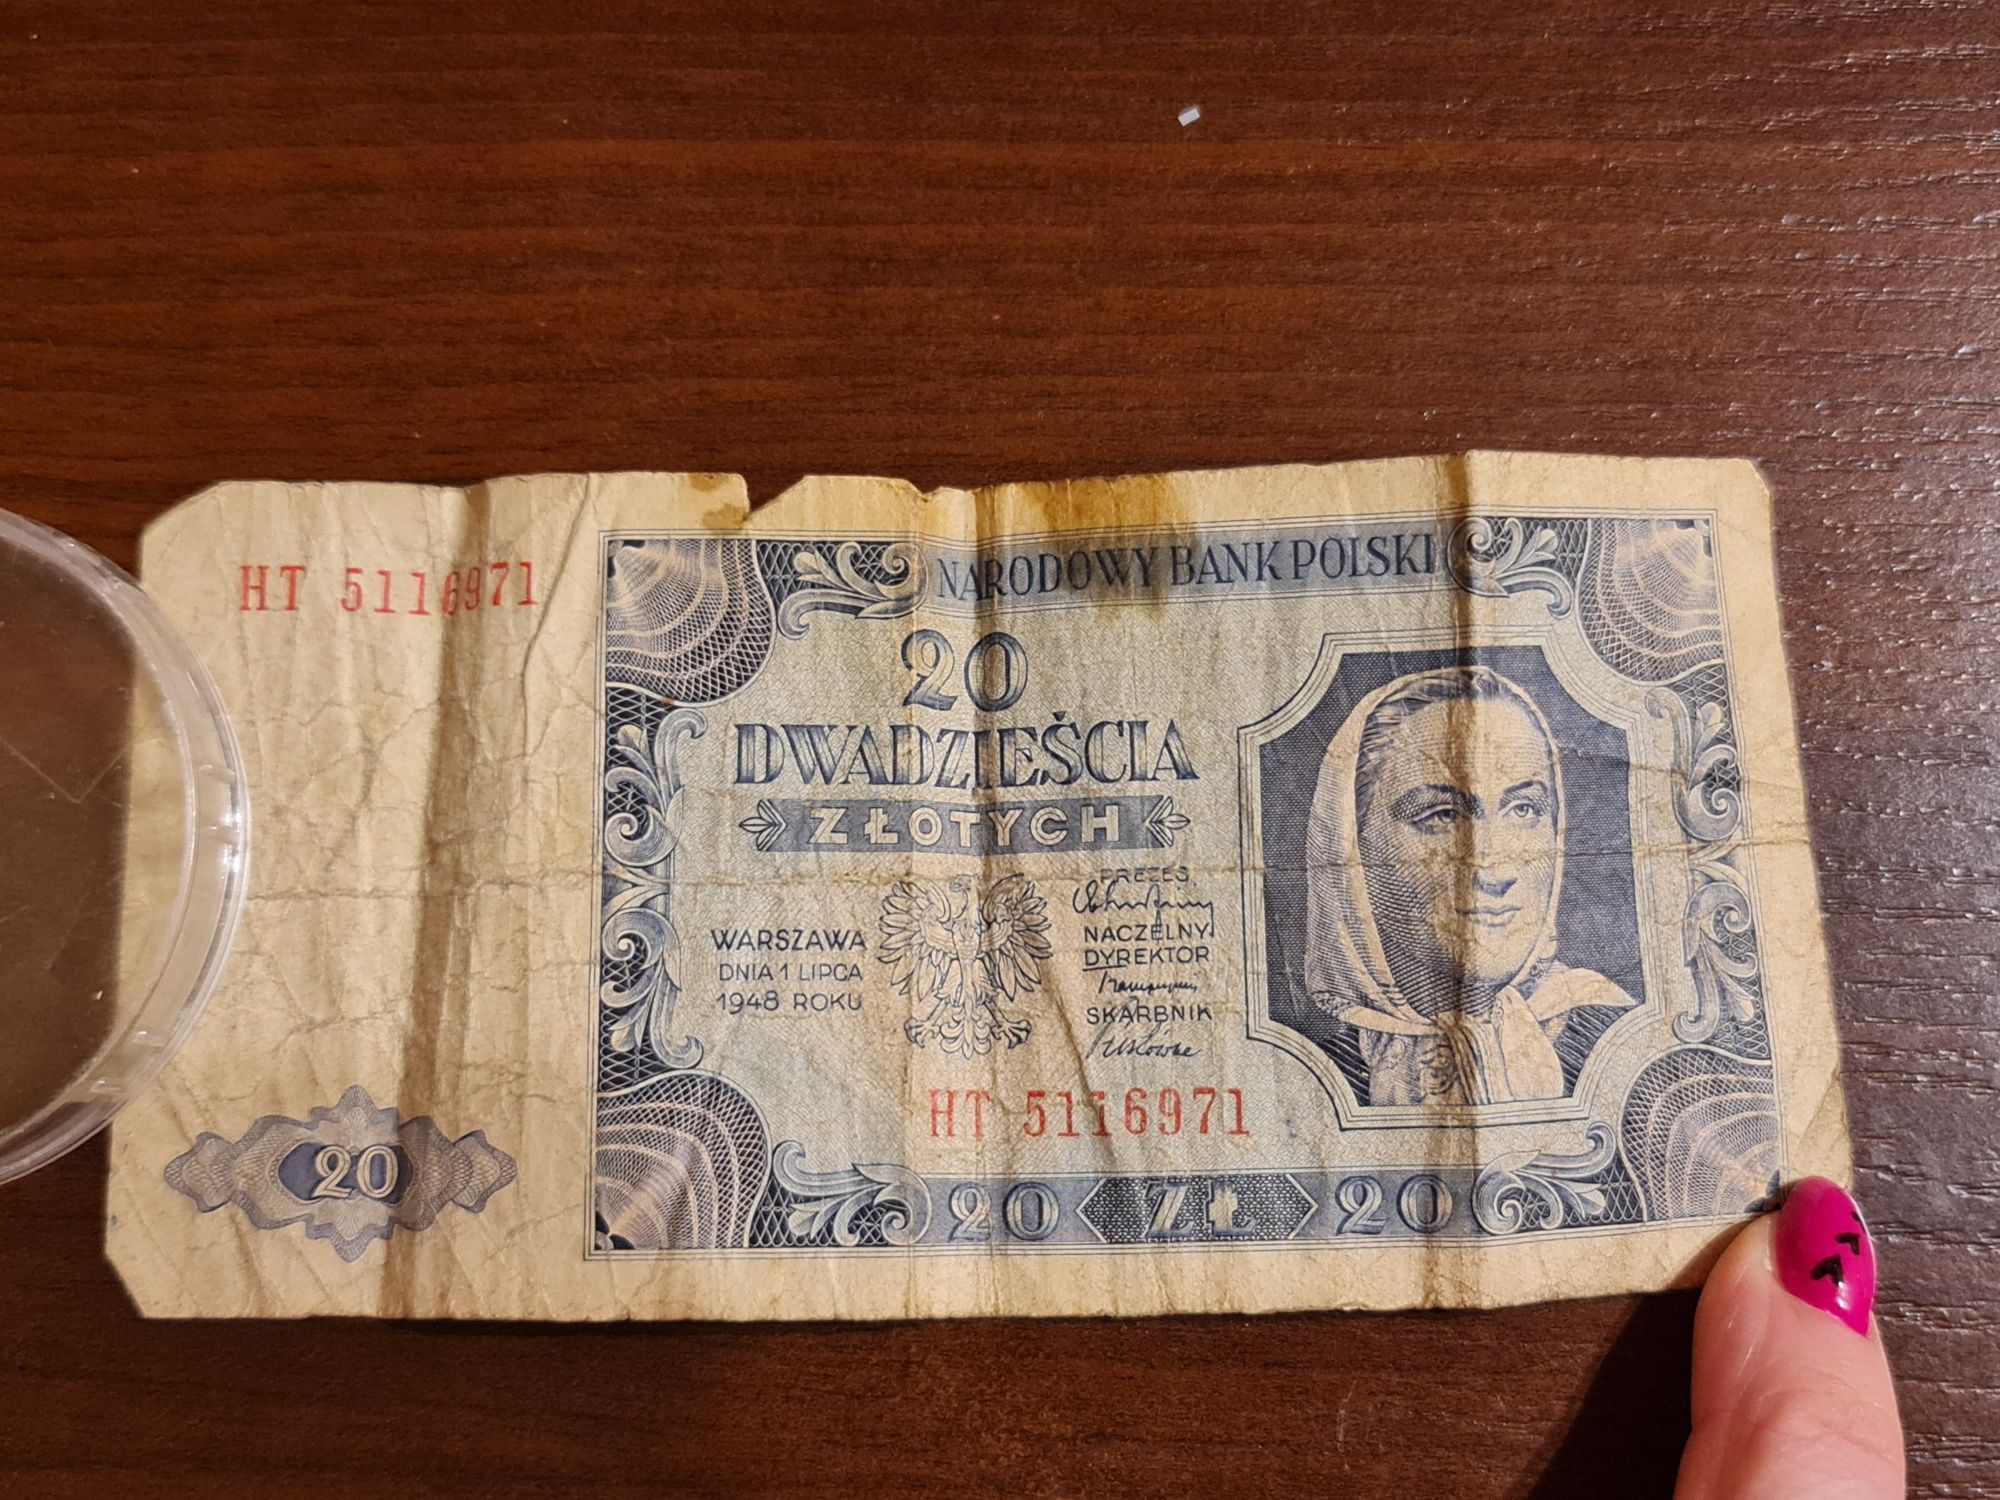 HT 5116971
NARODOWY BANK POLSKI
20
DWADZIEŚCIA
ZŁOTYCH
WARSZAWA
DNIA 1 LIPCA
1948 ROKU
PREZES
NACZELNY
DYREKTOR
SKARBNIK
HT 5116971
20
20 ZŁ 20